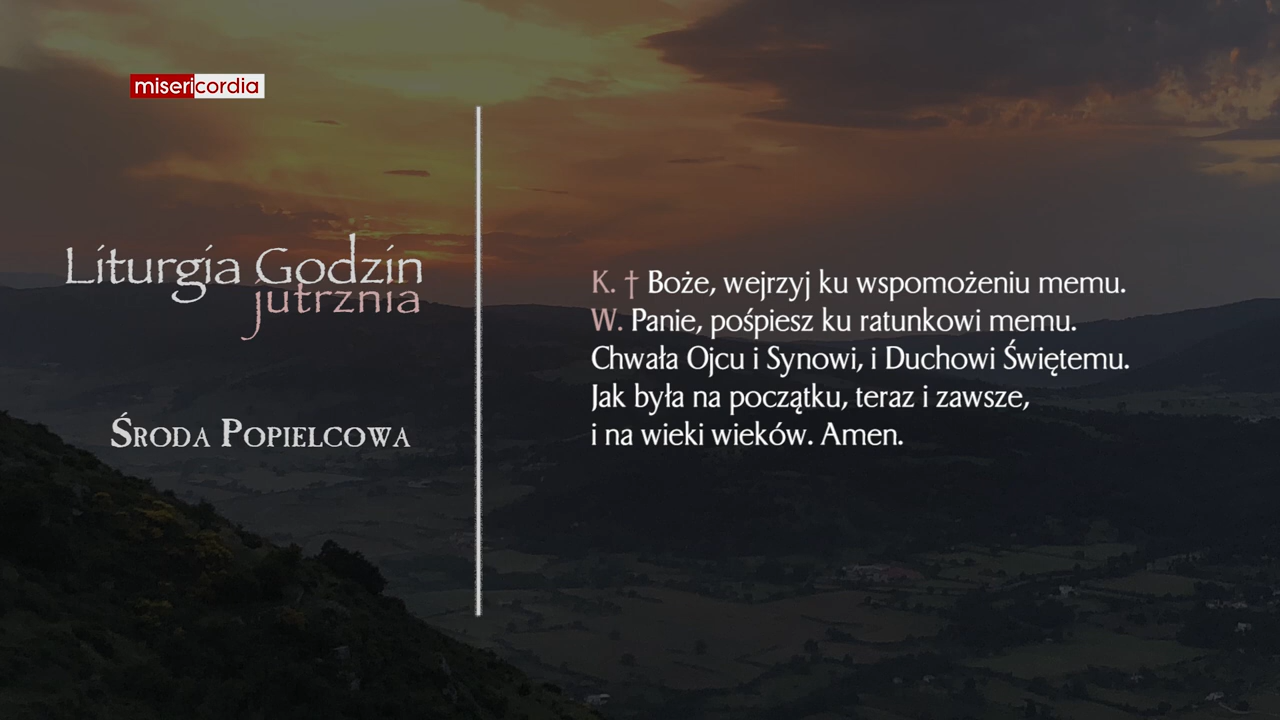 misericordia
Liturgia Godzin
jutrznia
Środa Popielcowa
K. † Boże, wejrzyj ku wspomożeniu memu.
W. Panie, pośpiesz ku ratunkowi memu.
Chwała Ojcu i Synowi, i Duchowi Świętemu.
Jak była na początku, teraz i zawsze,
i na wieki wieków. Amen.